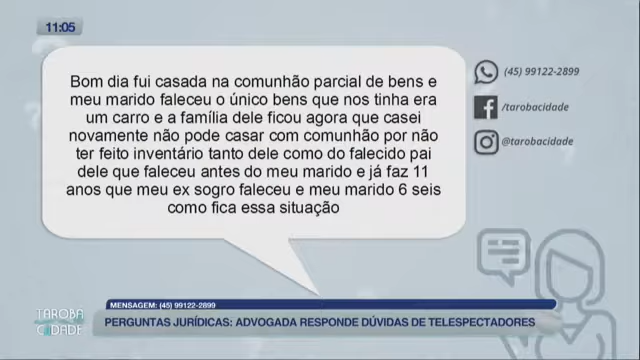 11:05
Bom dia fui casada na comunhão parcial de bens e
meu marido faleceu o único bens que nos tinha era
um carro e a família dele ficou agora que casei
novamente não pode casar com comunhão por não
ter feito inventário tanto dele como do falecido pai
dele que faleceu antes do meu marido e já faz 11
anos que meu ex sogro faleceu e meu marido 6 seis
como fica essa situação
(45) 99122-2899
/tarobacidade
@tarobacidade
MENSAGEM: (45) 99122-2899
TAROBA
CIDADE
PERGUNTAS JURÍDICAS: ADVOGADA RESPONDE DÚVIDAS DE TELESPECTADORES